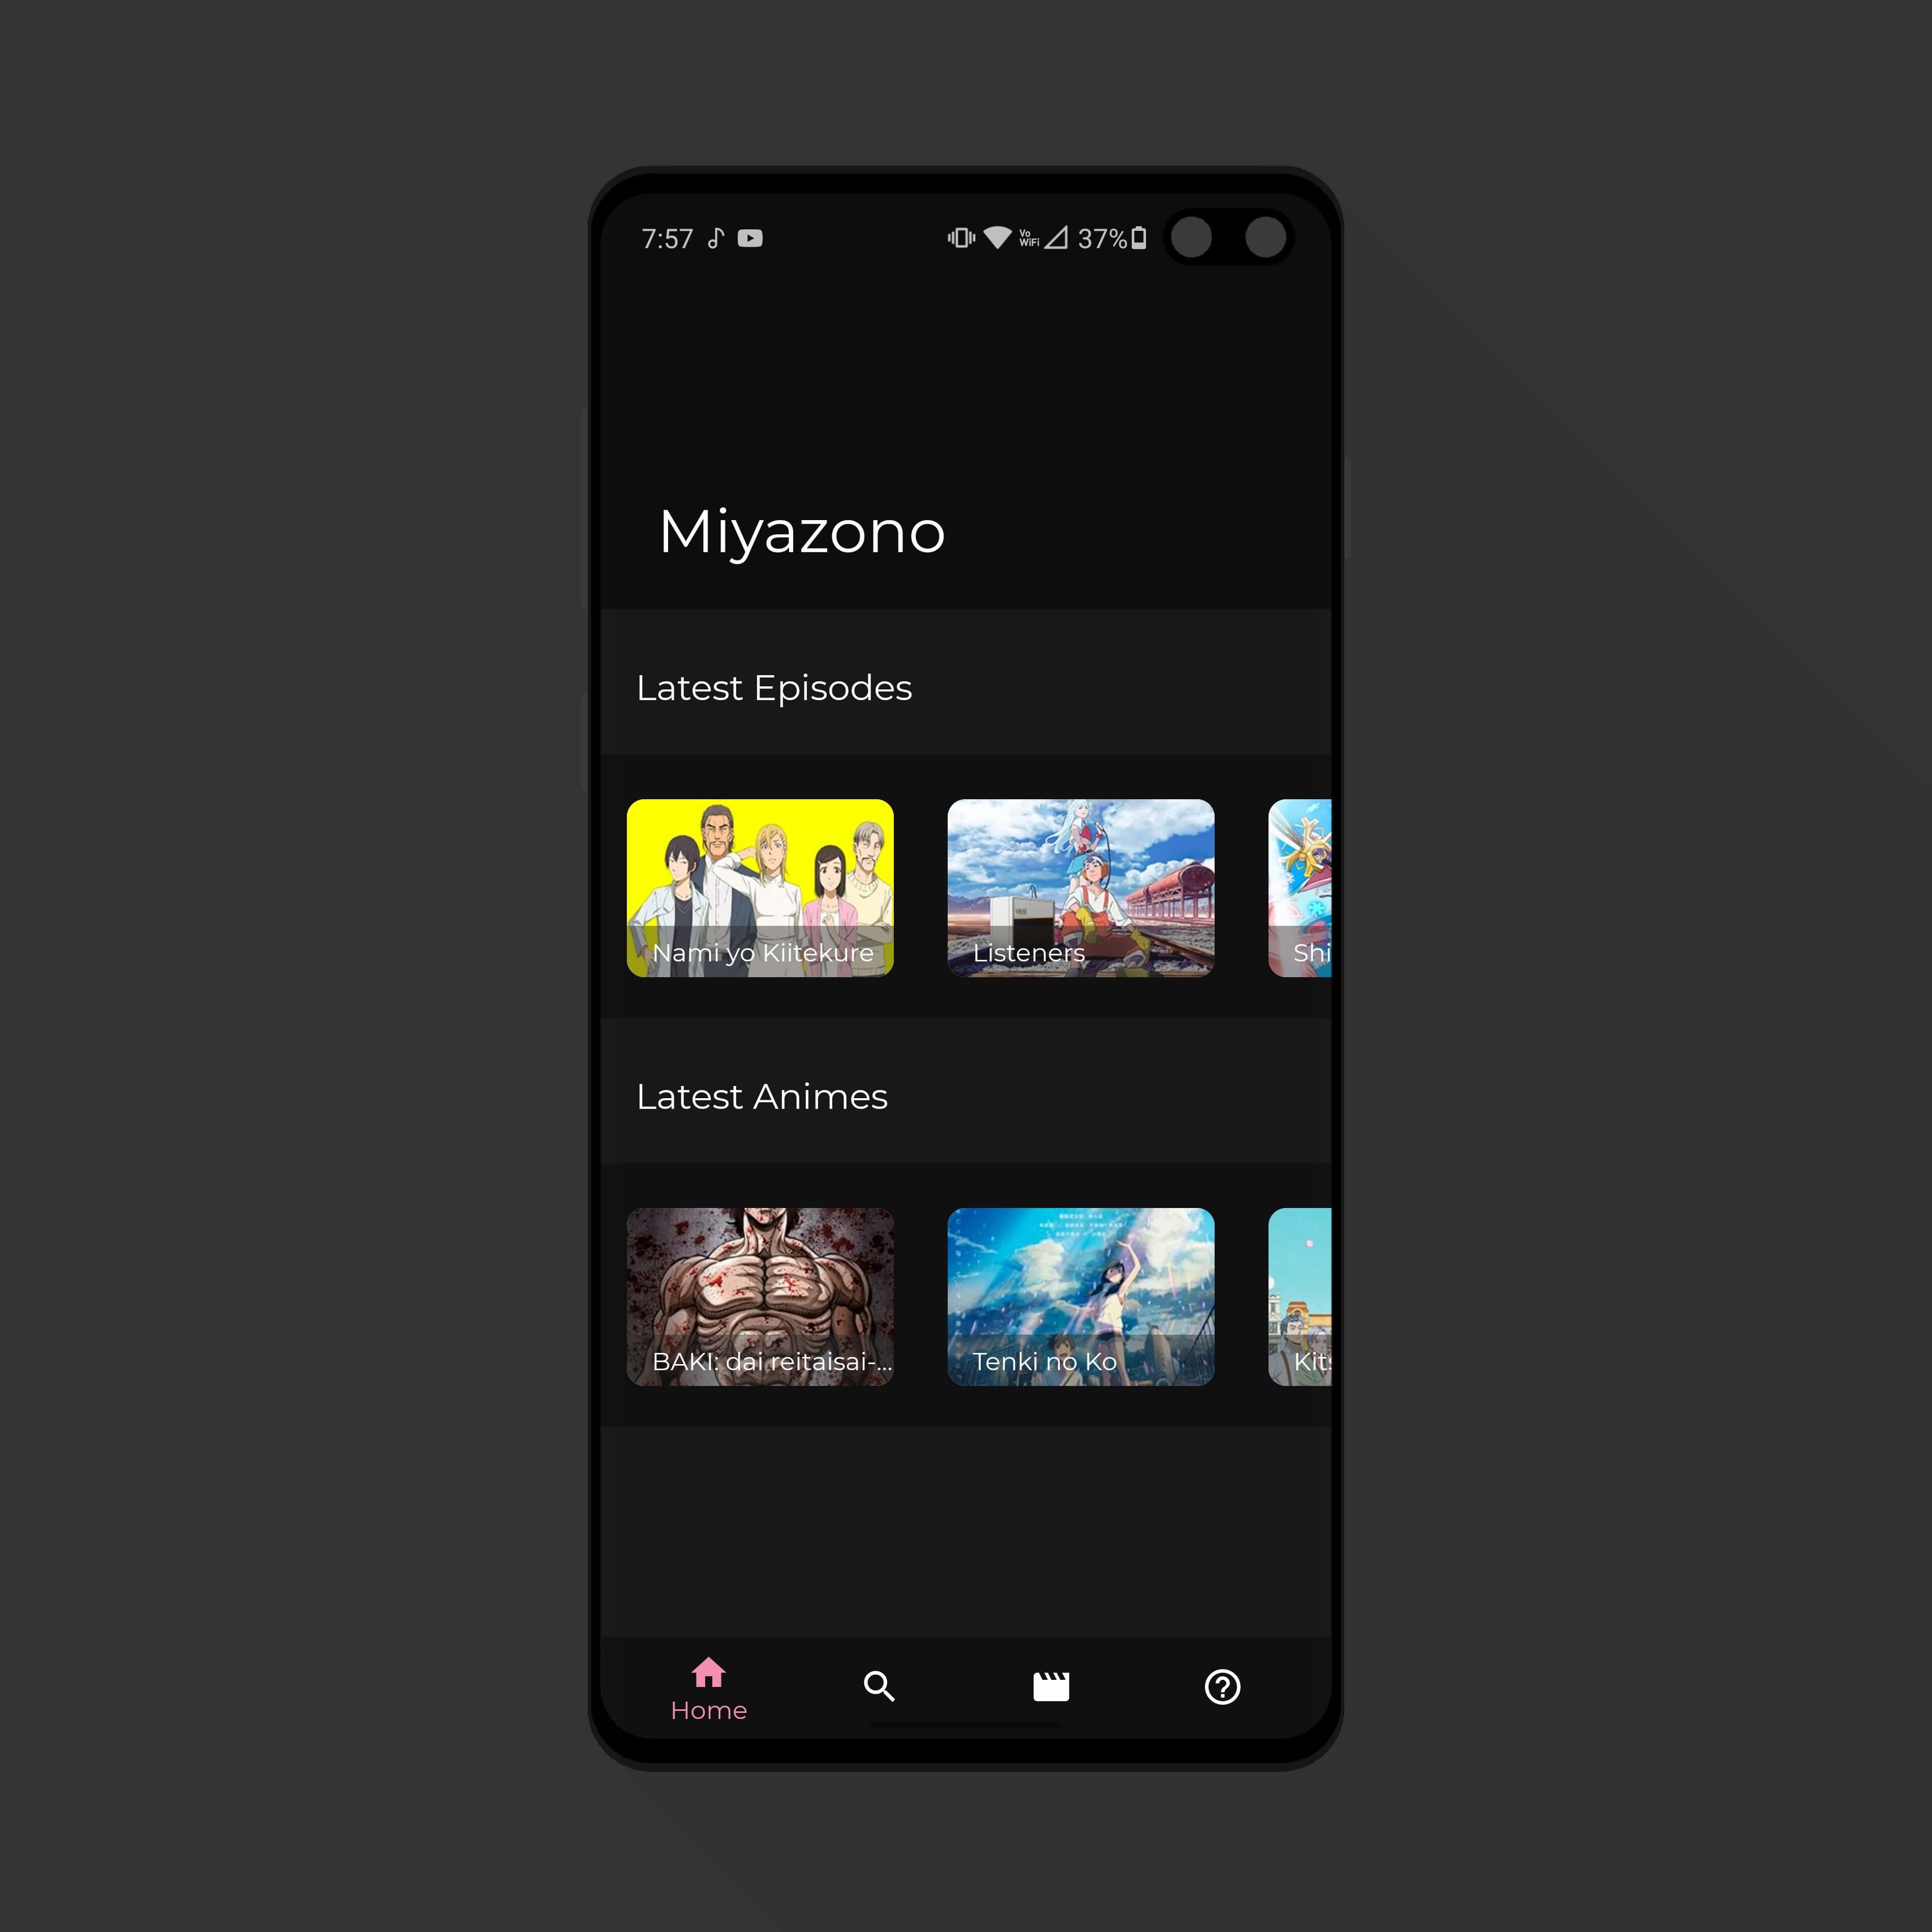 7:57
Vo
WiFi
37%
Miyazono
Latest Episodes
Nami yo Kiitekure
Listeners
Shi
Latest Animes
BAKI: dai reitaisai-...
Tenki no Ko
Kits
Home